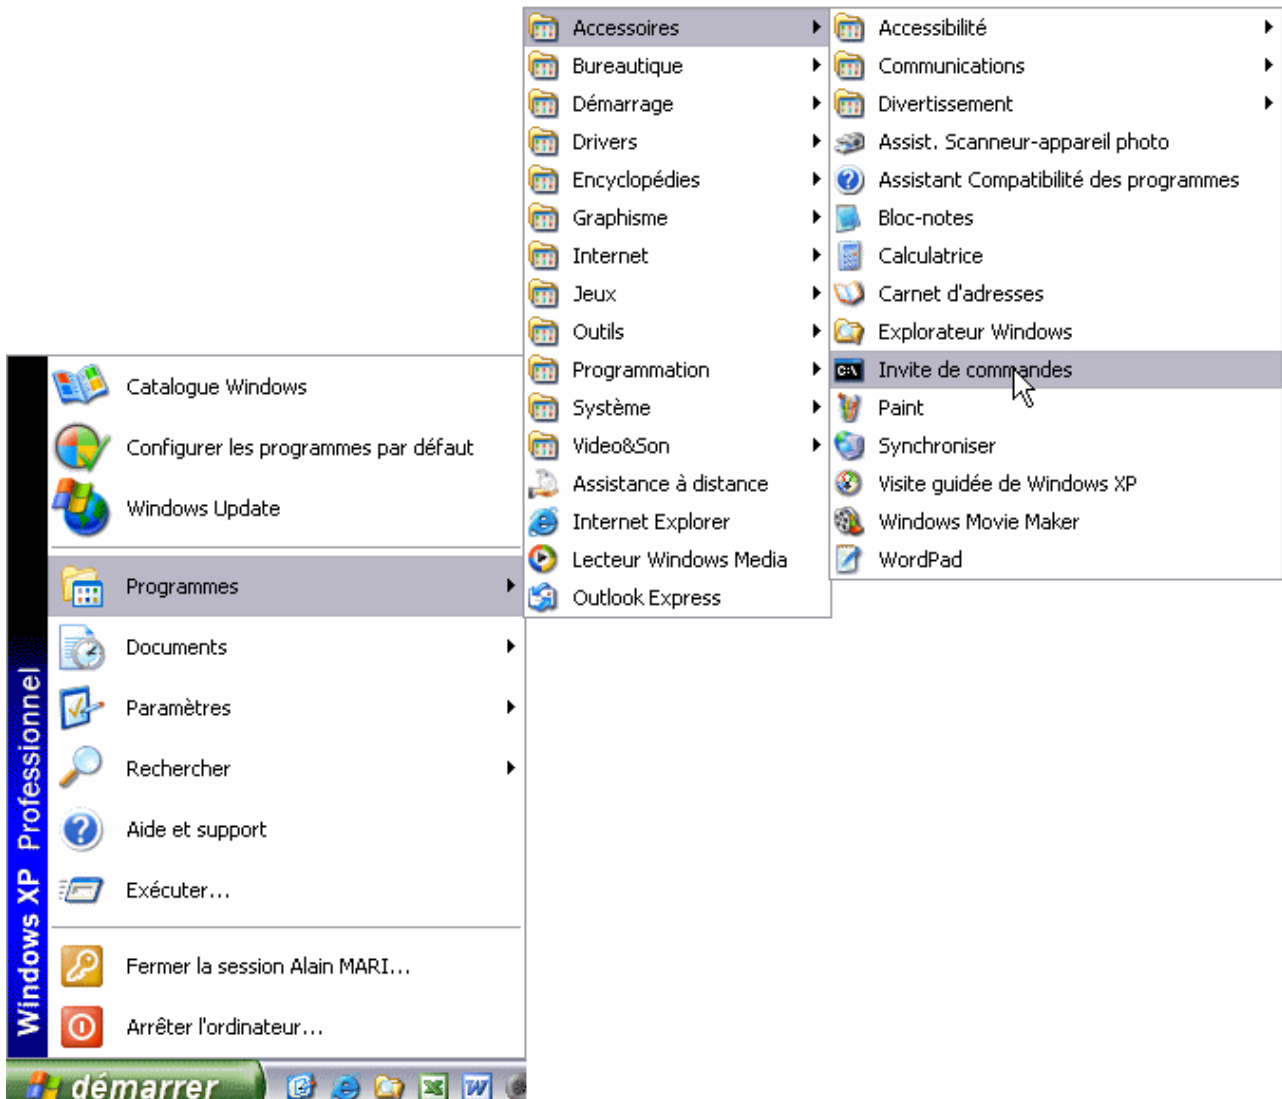 Accessoires
Bureautique
Démarrage
Drivers
Encyclopédies
Graphisme
Internet
Jeux
Outils
Programmation
Système
Video&Son
Assistance à distance
Internet Explorer
Lecteur Windows Media
Outlook Express
Accessibilité
Communications
Divertissement
Assist. Scanneur-appareil photo
Assistant Compatibilité des programmes
Bloc-notes
Calculatrice
Carnet d'adresses
Explorateur Windows
C:\
Invite de commandes
Paint
Synchroniser
Visite guidée de Windows XP
Windows Movie Maker
WordPad
Catalogue Windows
Configurer les programmes par défaut
Windows Update
Programmes
Documents
Paramètres
Rechercher
Aide et support
Exécuter...
Fermer la session Alain MARI...
Arrêter l'ordinateur...
Windows XP Professionnel
démarrer